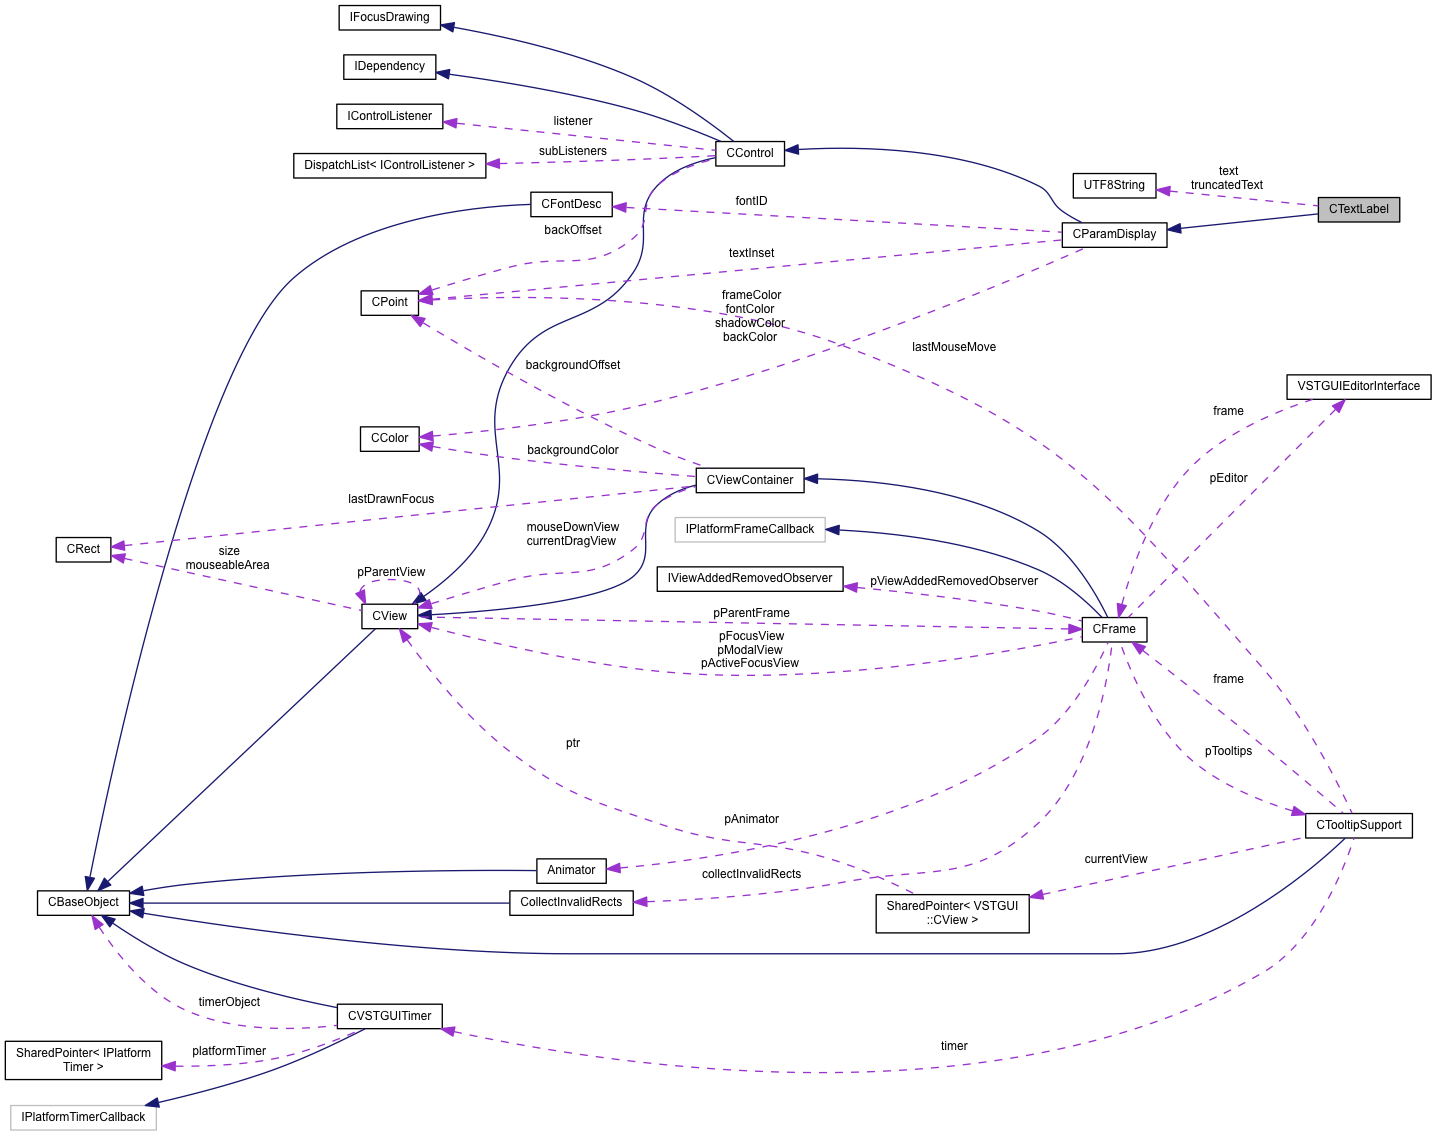 IFocusDrawing
IDependency
IControlListener
listener
subListeners
CControl
DispatchList< IControlListener >
text
truncatedText
UTF8String
CTextLabel
CFontDesc
fontID
CParamDisplay
backOffset
textInset
CPoint
frameColor
fontColor
shadowColor
backColor
lastMouseMove
backgroundOffset
VSTGUIEditorInterface
frame
CColor
backgroundColor
CViewContainer
pEditor
lastDrawnFocus
mouseDownView
currentDragView
IPlatformFrameCallback
CRect
size
mouseableArea
pParentView
IViewAddedRemovedObserver
pViewAddedRemovedObserver
CView
pParentFrame
CFrame
pFocusView
pModalView
pActiveFocusView
frame
ptr
pTooltips
pAnimator
CTooltipSupport
currentView
Animator
collectInvalidRects
CBaseObject
CollectInvalidRects
SharedPointer< VSTGUI
::CView >
timerObject
CVSTGUITimer
SharedPointer< IPlatform
Timer >
platformTimer
timer
IPlatformTimerCallback